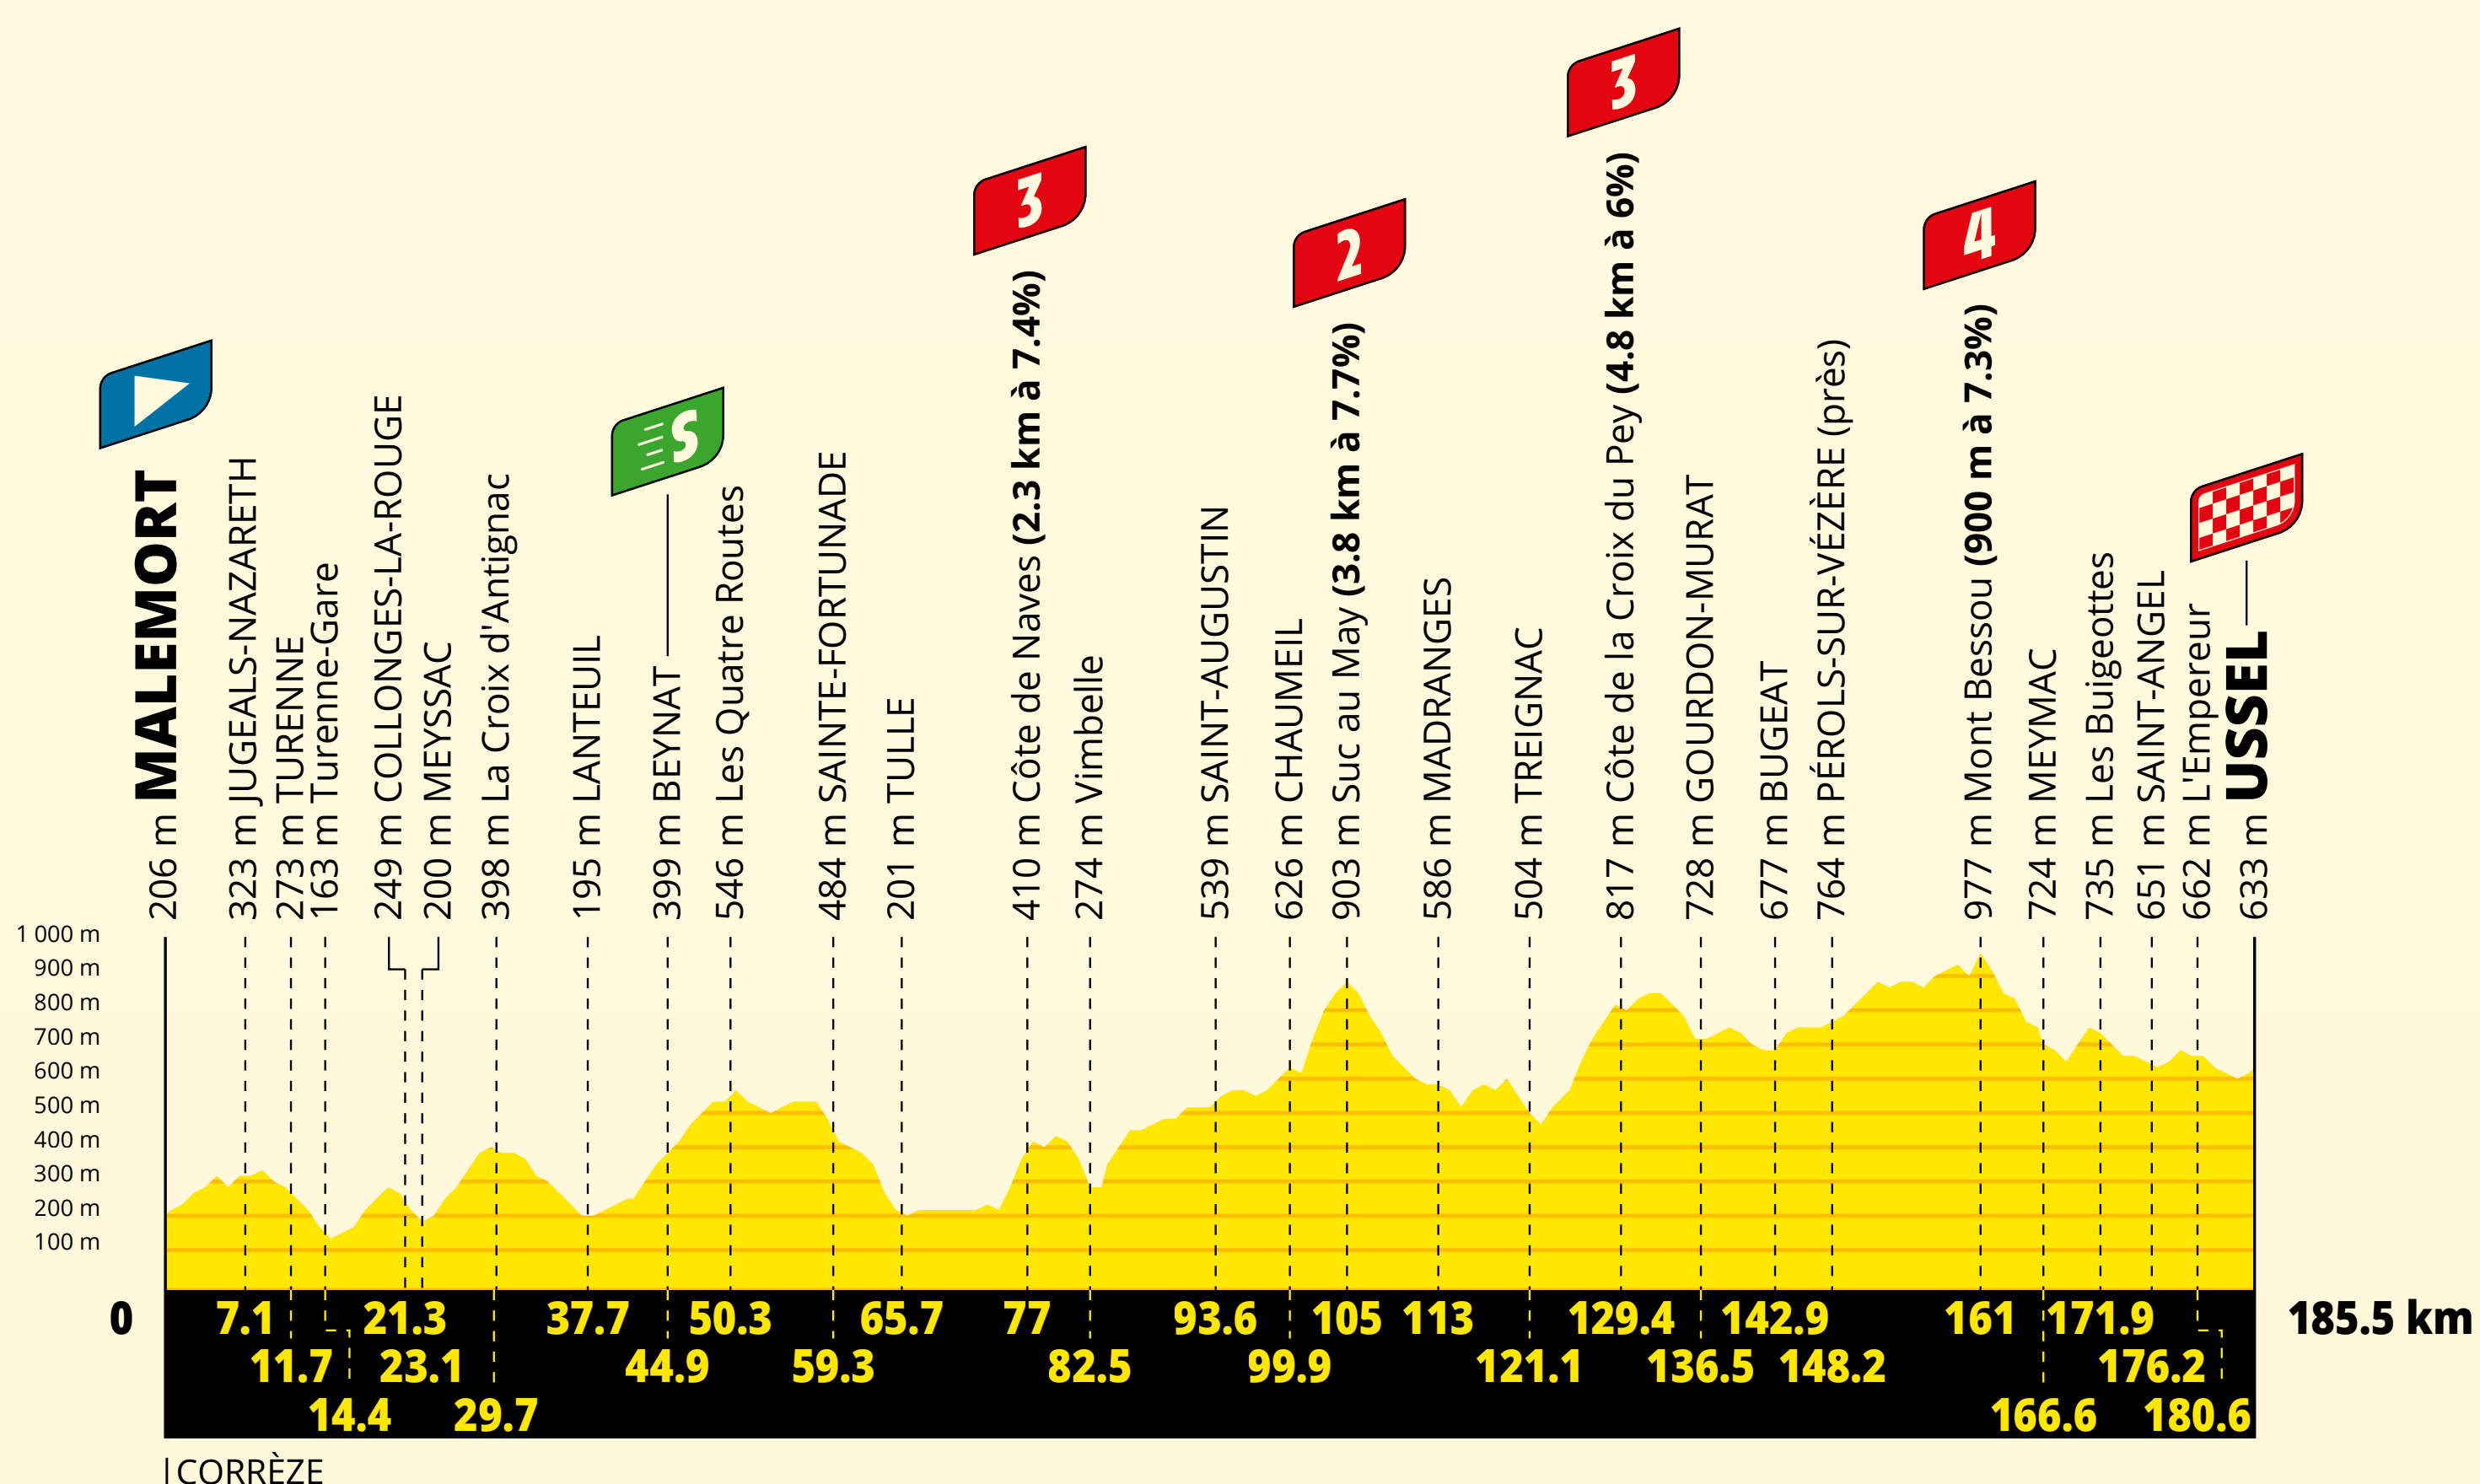 3
3
2
4
S
206 m MALEMORT
323 m JUGEALS-NAZARETH
273 m TURENNE
163 m Turenne-Gare
249 m COLLONGES-LA-ROUGE
200 m MEYSSAC
398 m La Croix d'Antignac
195 m LANTEUIL
399 m BEYNAT
546 m Les Quatre Routes
484 m SAINTE-FORTUNADE
201 m TULLE
410 m Côte de Naves (2.3 km à 7.4%)
274 m Vimbelle
539 m SAINT-AUGUSTIN
626 m CHAUMEIL
903 m Suc au May (3.8 km à 7.7%)
586 m MADRANGES
504 m TREIGNAC
817 m Côte de la Croix du Pey (4.8 km à 6%)
728 m GOURDON-MURAT
677 m BUGEAT
764 m PÉROLS-SUR-VÉZÈRE (près)
977 m Mont Bessou (900 m à 7.3%)
724 m MEYMAC
735 m Les Buigeottes
651 m SAINT-ANGEL
662 m L'Empereur
633 m USSEL
1 000 m
900 m
800 m
700 m
600 m
500 m
400 m
300 m
200 m
100 m
0 7.1 21.3 37.7 50.3 65.7 77 93.6 105 113 129.4 142.9 161 171.9 185.5 km
11.7 23.1 44.9 59.3 82.5 99.9 121.1 136.5 148.2 176.2
14.4 29.7 166.6 180.6
CORRÈZE